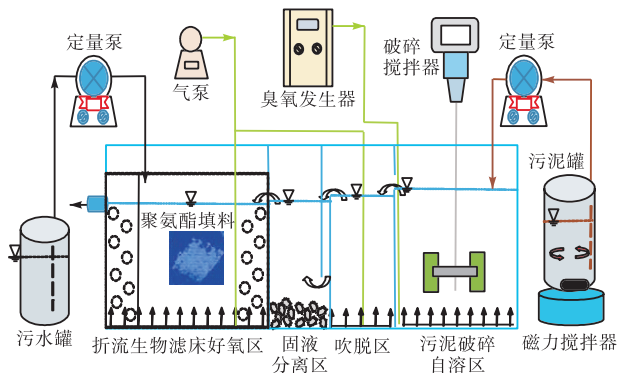 定量泵
气泵
臭氧发生器
破碎
搅拌器
定量泵
污泥罐
聚氨酯填料
污水罐
折流生物滤床好氧区
固液
分离区
吹脱区
污泥破碎
自溶区
磁力搅拌器